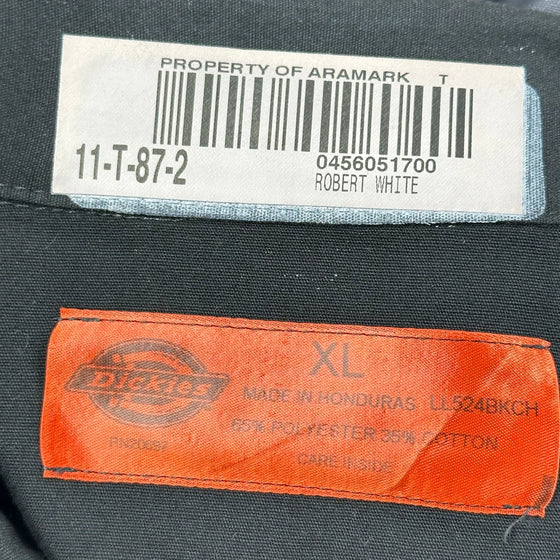 PROPERTY OF ARAMARK T
11-T-87-2
0456051700
ROBERT WHITE
XL
Dickies
MADE IN HONDURAS LL524BKCH
65% POLYESTER 35% COTTON
RN20697
CARE INSIDE